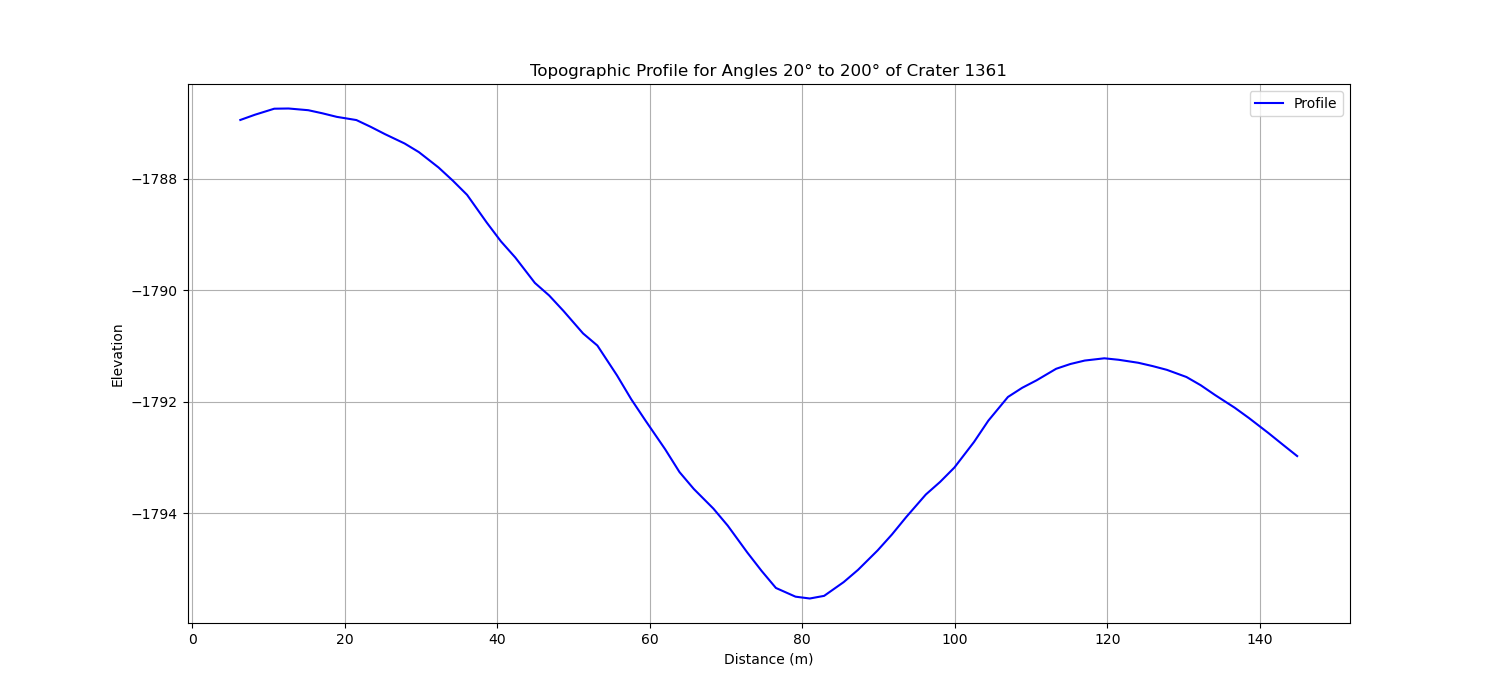 Topographic Profile for Angles 20° to 200° of Crater 1361
Profile
−1788
−1790
−1792
−1794
Elevation
0 20 40 60 80 100 120 140
Distance (m)